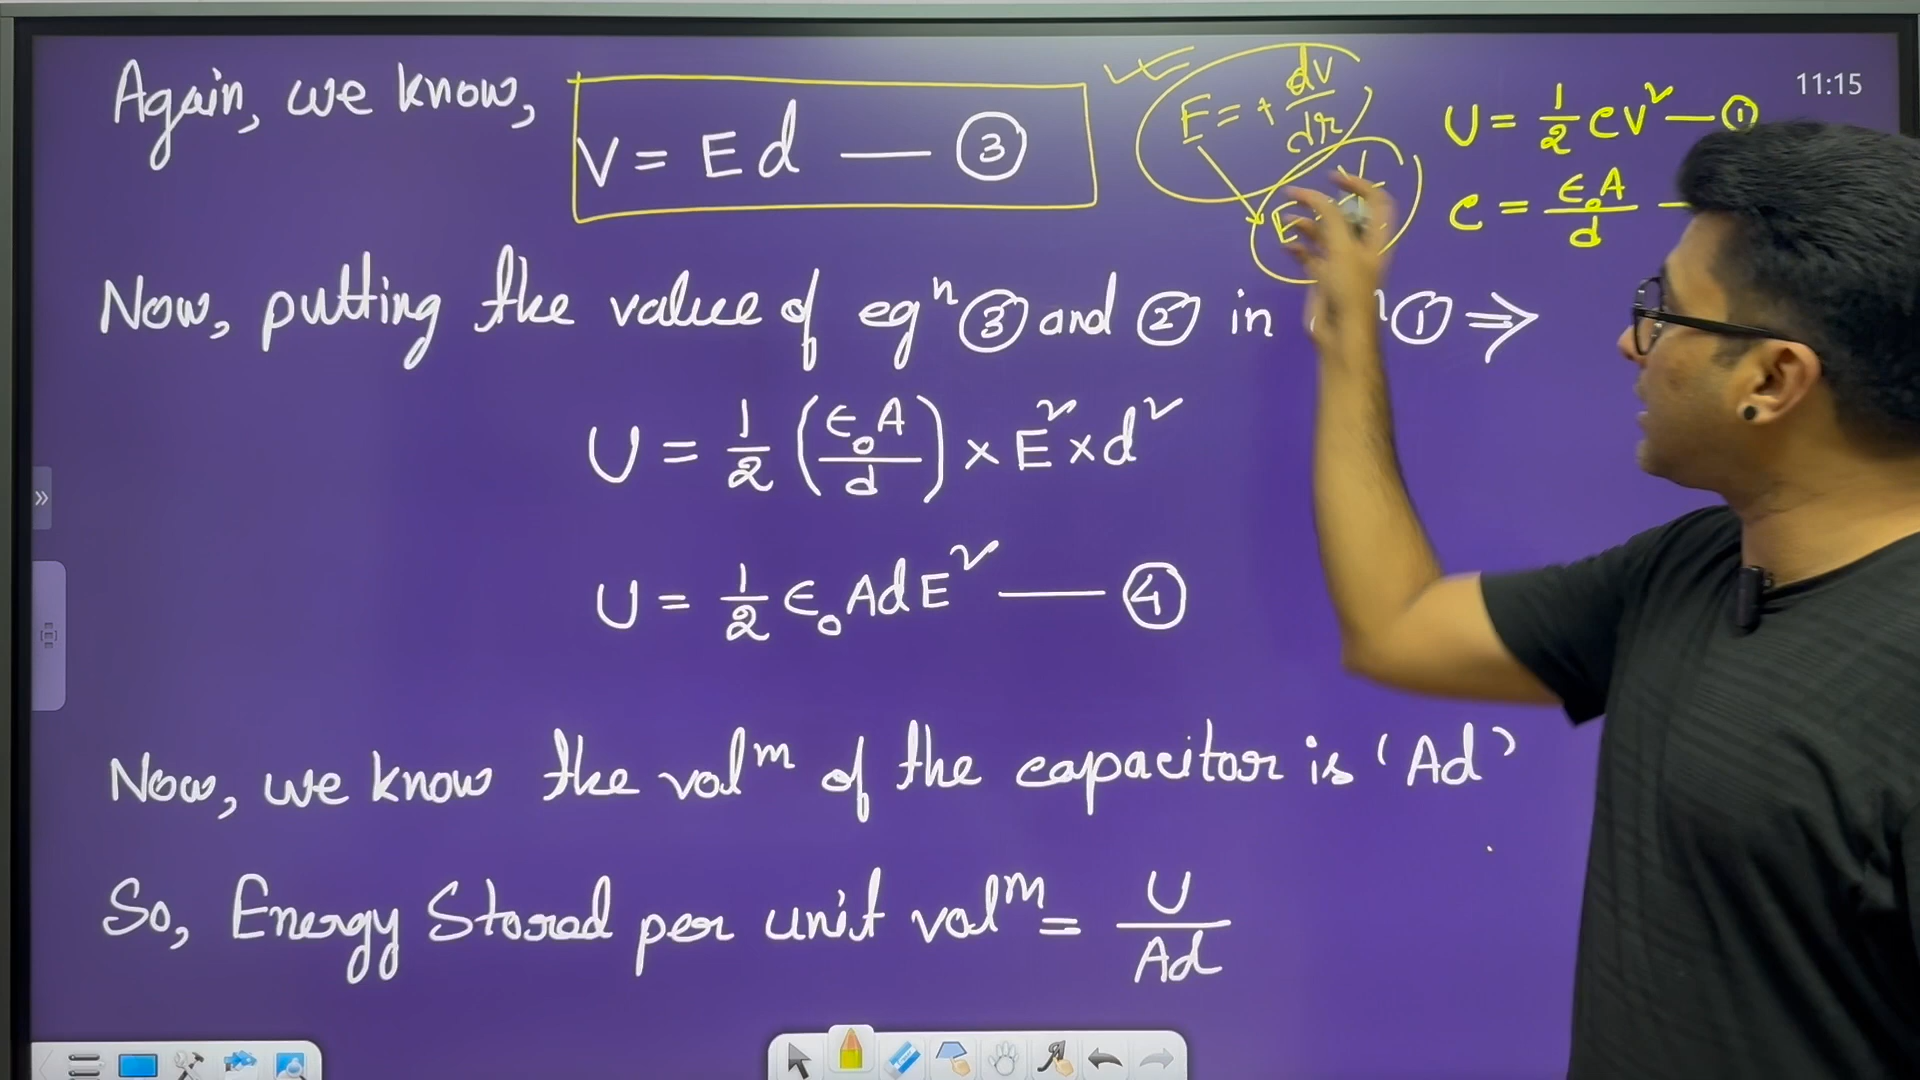 Again, we know, V = Ed — ③
E = + dv/dr
E
U = 1/2 CV² — ①
C = ϵ₀A/d —
11:15
Now, putting the value of eqⁿ ③ and ② in ⁿ ① ⇒
U = 1/2 (ϵ₀A/d) × E² × d²
U = 1/2 ϵ₀ AdE² — ④
Now, we know the volᵐ of the capacitor is 'Ad'
So, Energy Stored per unit volᵐ = U/Ad